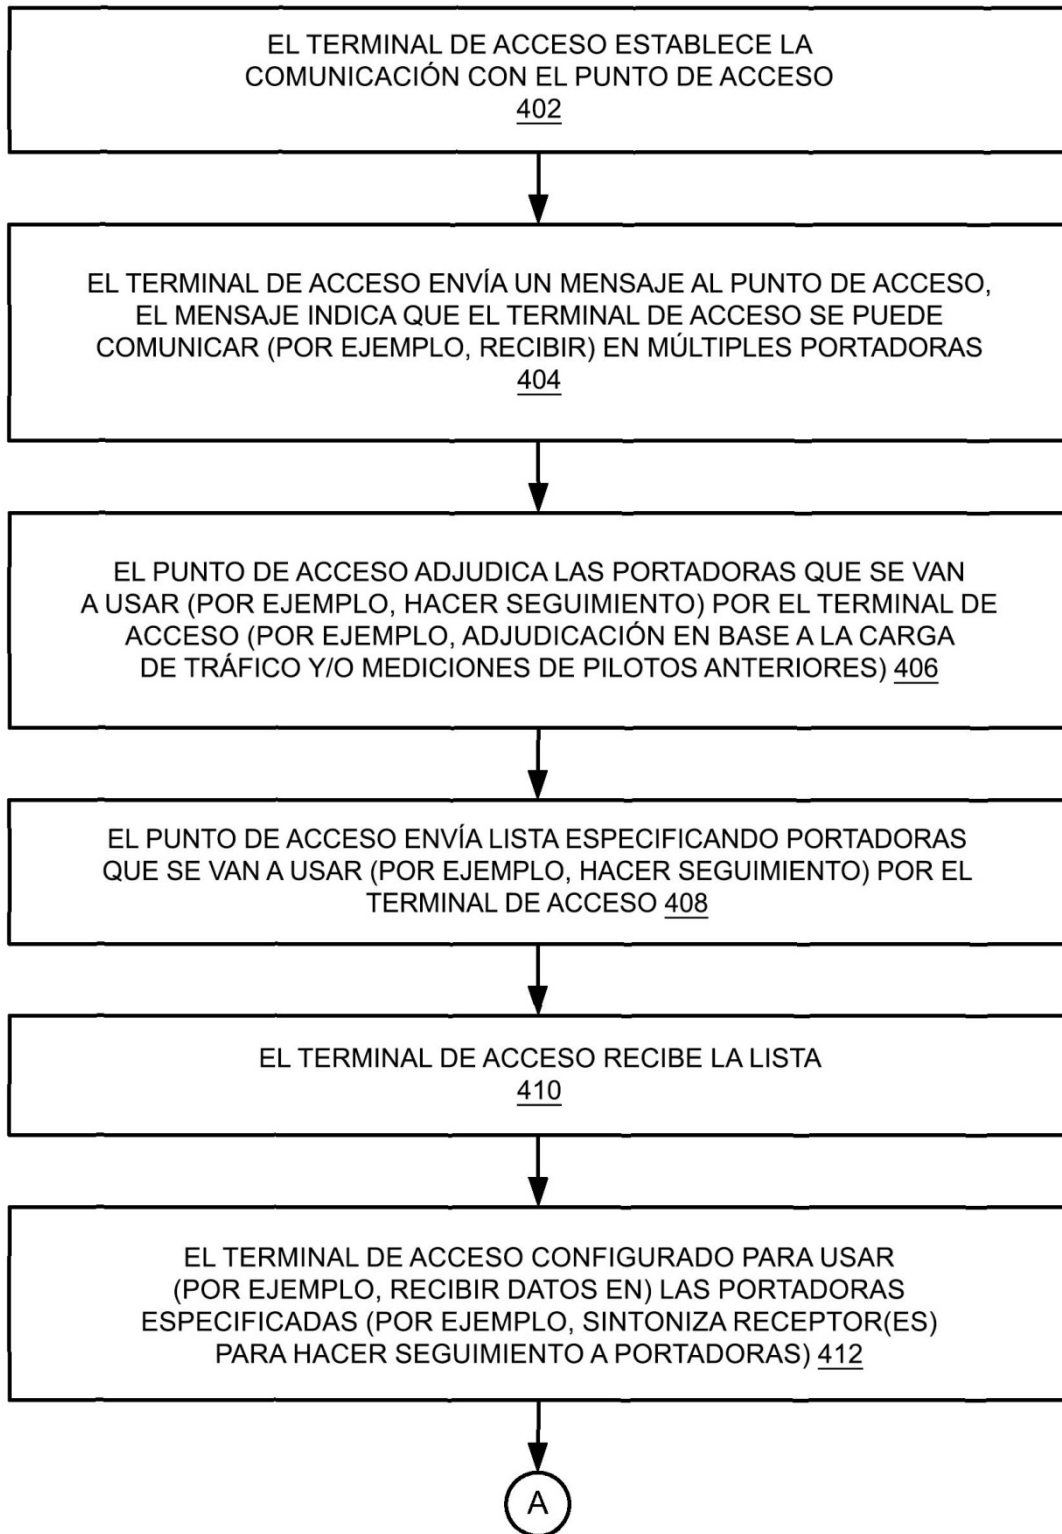 EL TERMINAL DE ACCESO ESTABLECE LA
COMUNICACIÓN CON EL PUNTO DE ACCESO
402
EL TERMINAL DE ACCESO ENVÍA UN MENSAJE AL PUNTO DE ACCESO,
EL MENSAJE INDICA QUE EL TERMINAL DE ACCESO SE PUEDE
COMUNICAR (POR EJEMPLO, RECIBIR) EN MÚLTIPLES PORTADORAS
404
EL PUNTO DE ACCESO ADJUDICA LAS PORTADORAS QUE SE VAN
A USAR (POR EJEMPLO, HACER SEGUIMIENTO) POR EL TERMINAL DE
ACCESO (POR EJEMPLO, ADJUDICACIÓN EN BASE A LA CARGA
DE TRÁFICO Y/O MEDICIONES DE PILOTOS ANTERIORES) 406
EL PUNTO DE ACCESO ENVÍA LISTA ESPECIFICANDO PORTADORAS
QUE SE VAN A USAR (POR EJEMPLO, HACER SEGUIMIENTO) POR EL
TERMINAL DE ACCESO 408
EL TERMINAL DE ACCESO RECIBE LA LISTA
410
EL TERMINAL DE ACCESO CONFIGURADO PARA USAR
(POR EJEMPLO, RECIBIR DATOS EN) LAS PORTADORAS
ESPECIFICADAS (POR EJEMPLO, SINTONIZA RECEPTOR(ES)
PARA HACER SEGUIMIENTO A PORTADORAS) 412
A